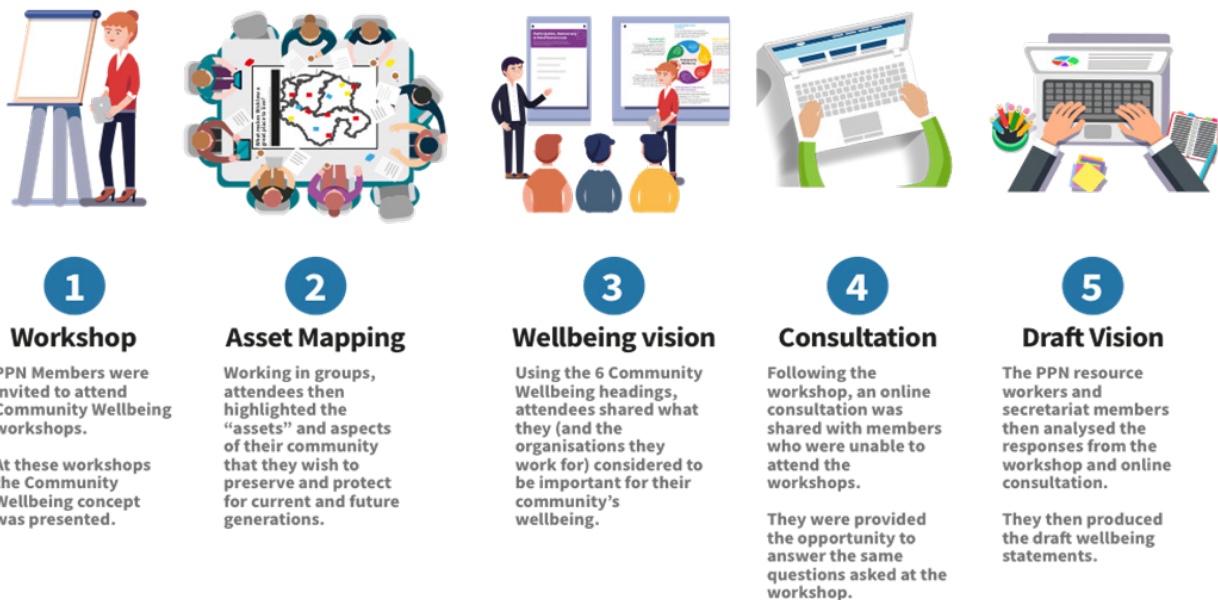 What makes Wicklow a
great place to live?
1
Workshop
PPN Members were
invited to attend
Community Wellbeing
workshops.
At these workshops
the Community
Wellbeing concept
was presented.
2
Asset Mapping
Working in groups,
attendees then
highlighted the
“assets” and aspects
of their community
that they wish to
preserve and protect
for current and future
generations.
3
Wellbeing vision
Using the 6 Community
Wellbeing headings,
attendees shared what
they (and the
organisations they
work for) considered to
be important for their
community’s
wellbeing.
4
Consultation
Following the
workshop, an online
consultation was
shared with members
who were unable to
attend the
workshops.
They were provided
the opportunity to
answer the same
questions asked at the
workshop.
5
Draft Vision
The PPN resource
workers and
secretariat members
then analysed the
responses from the
workshop and online
consultation.
They then produced
the draft wellbeing
statements.